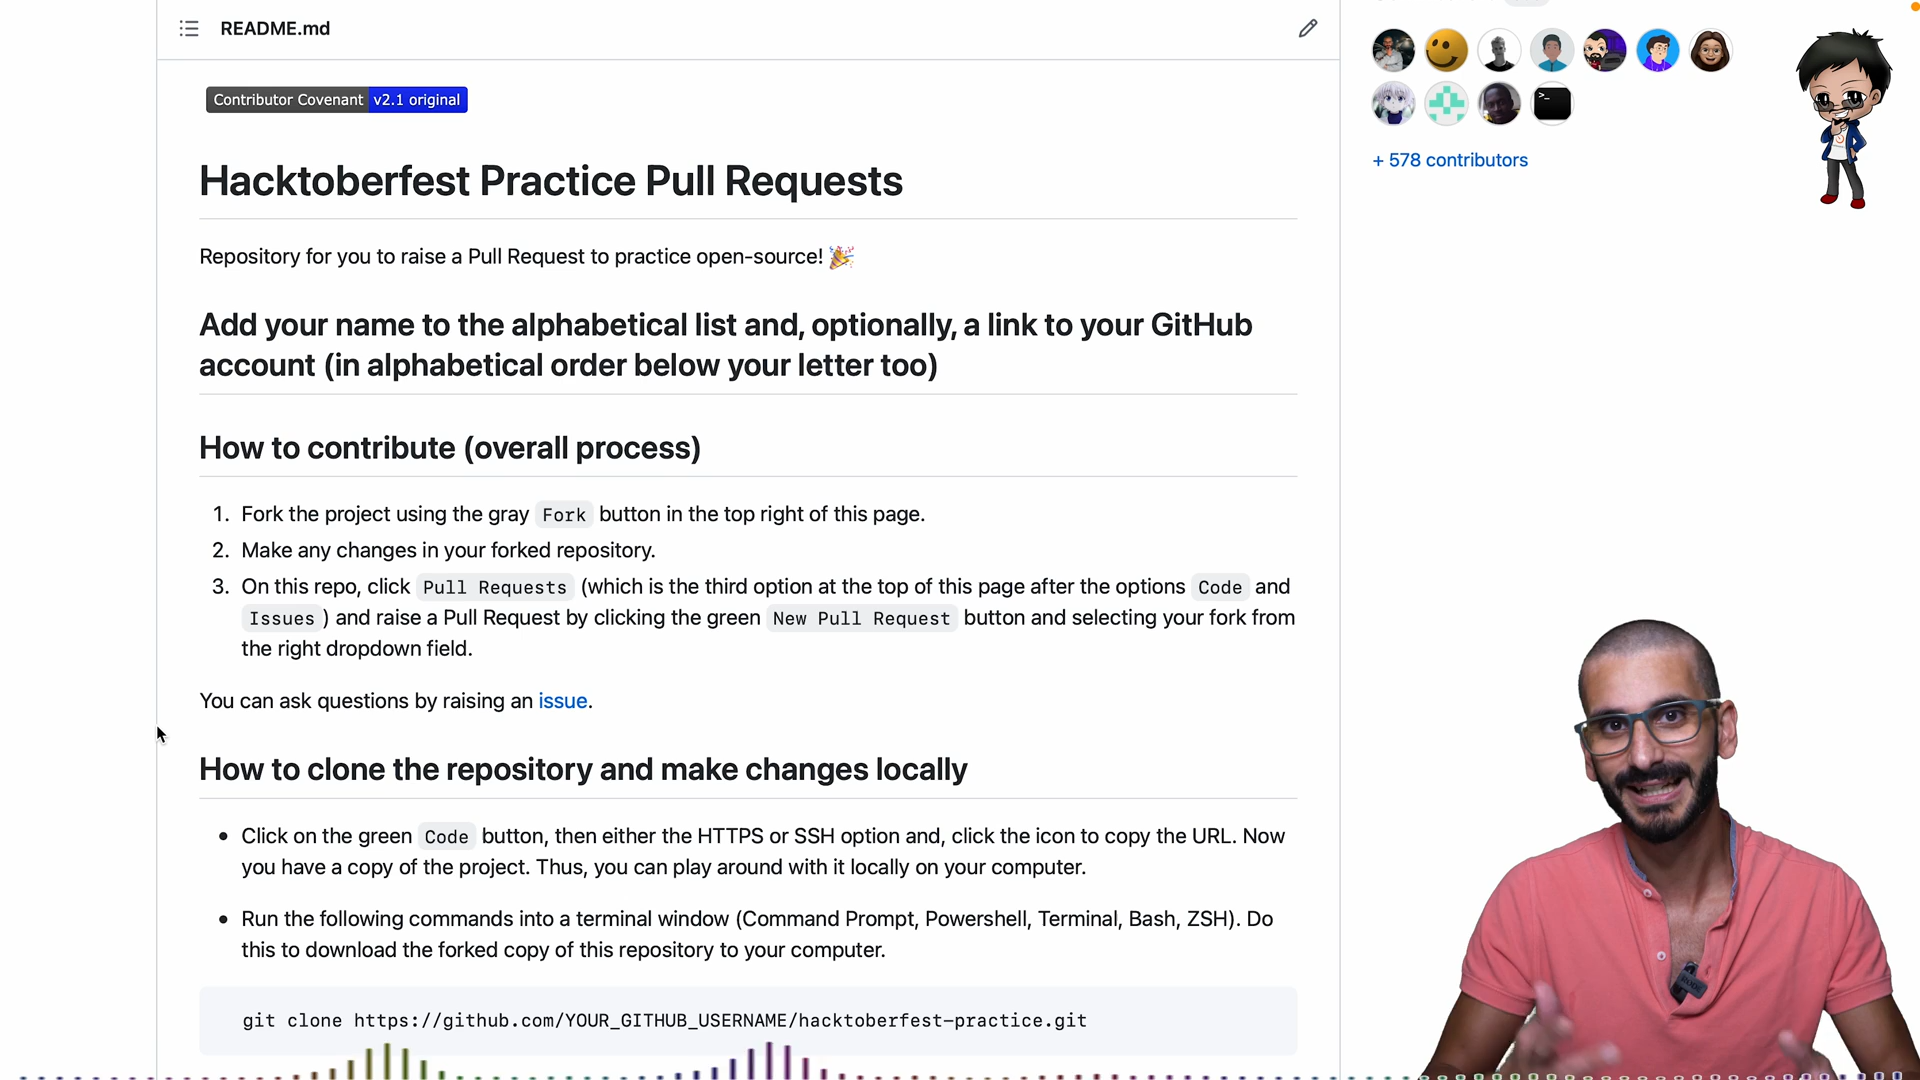 README.md
Contributor Covenant v2.1 original
Hacktoberfest Practice Pull Requests
Repository for you to raise a Pull Request to practice open-source! 🎉
Add your name to the alphabetical list and, optionally, a link to your GitHub
account (in alphabetical order below your letter too)
How to contribute (overall process)
1. Fork the project using the gray Fork button in the top right of this page.
2. Make any changes in your forked repository.
3. On this repo, click Pull Requests (which is the third option at the top of this page after the options Code and
Issues ) and raise a Pull Request by clicking the green New Pull Request button and selecting your fork from
the right dropdown field.
You can ask questions by raising an issue.
How to clone the repository and make changes locally
• Click on the green Code button, then either the HTTPS or SSH option and, click the icon to copy the URL. Now
you have a copy of the project. Thus, you can play around with it locally on your computer.
• Run the following commands into a terminal window (Command Prompt, Powershell, Terminal, Bash, ZSH). Do
this to download the forked copy of this repository to your computer.
git clone https://github.com/YOUR_GITHUB_USERNAME/hacktoberfest-practice.git
>_
+ 578 contributors
RODE